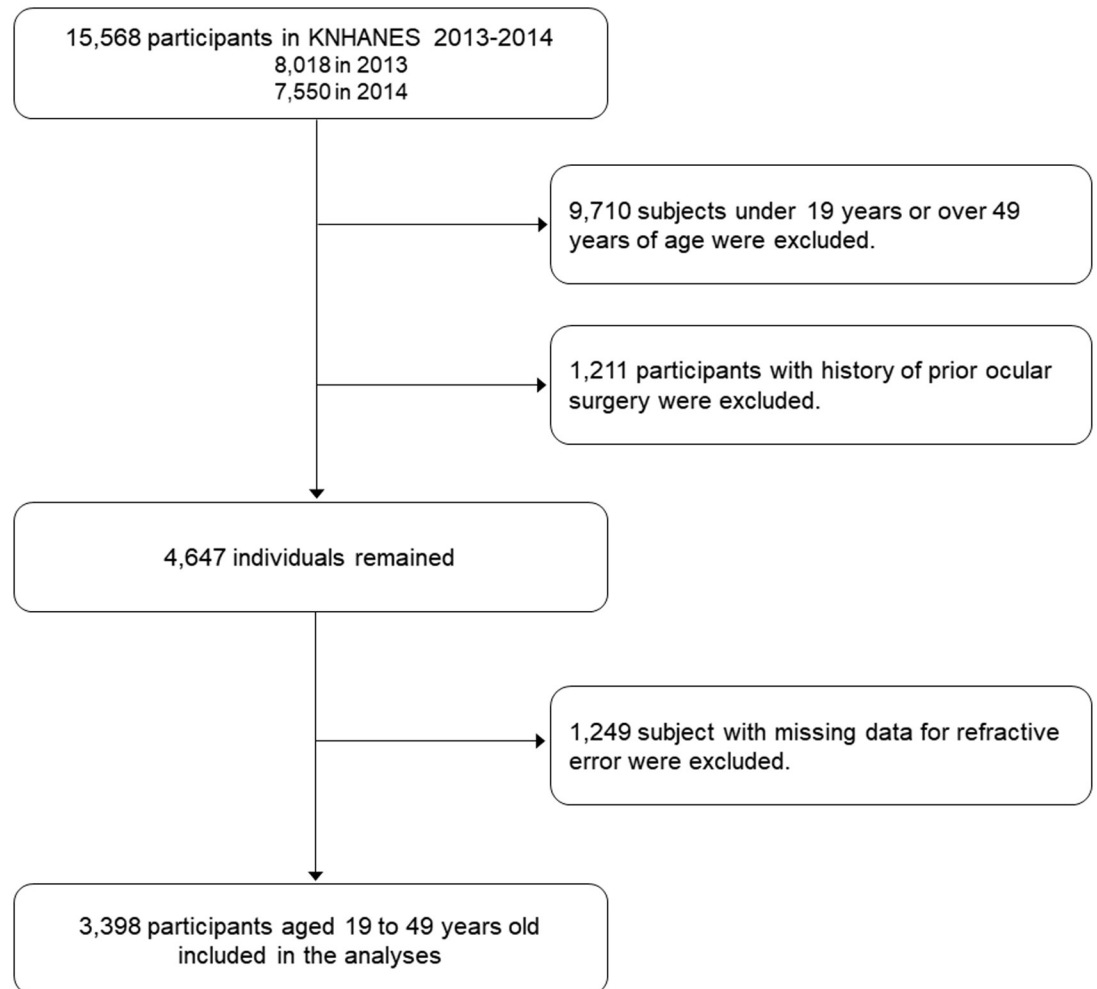 15,568 participants in KNHANES 2013-2014
8,018 in 2013
7,550 in 2014
9,710 subjects under 19 years or over 49
years of age were excluded.
1,211 participants with history of prior ocular
surgery were excluded.
4,647 individuals remained
1,249 subject with missing data for refractive
error were excluded.
3,398 participants aged 19 to 49 years old
included in the analyses